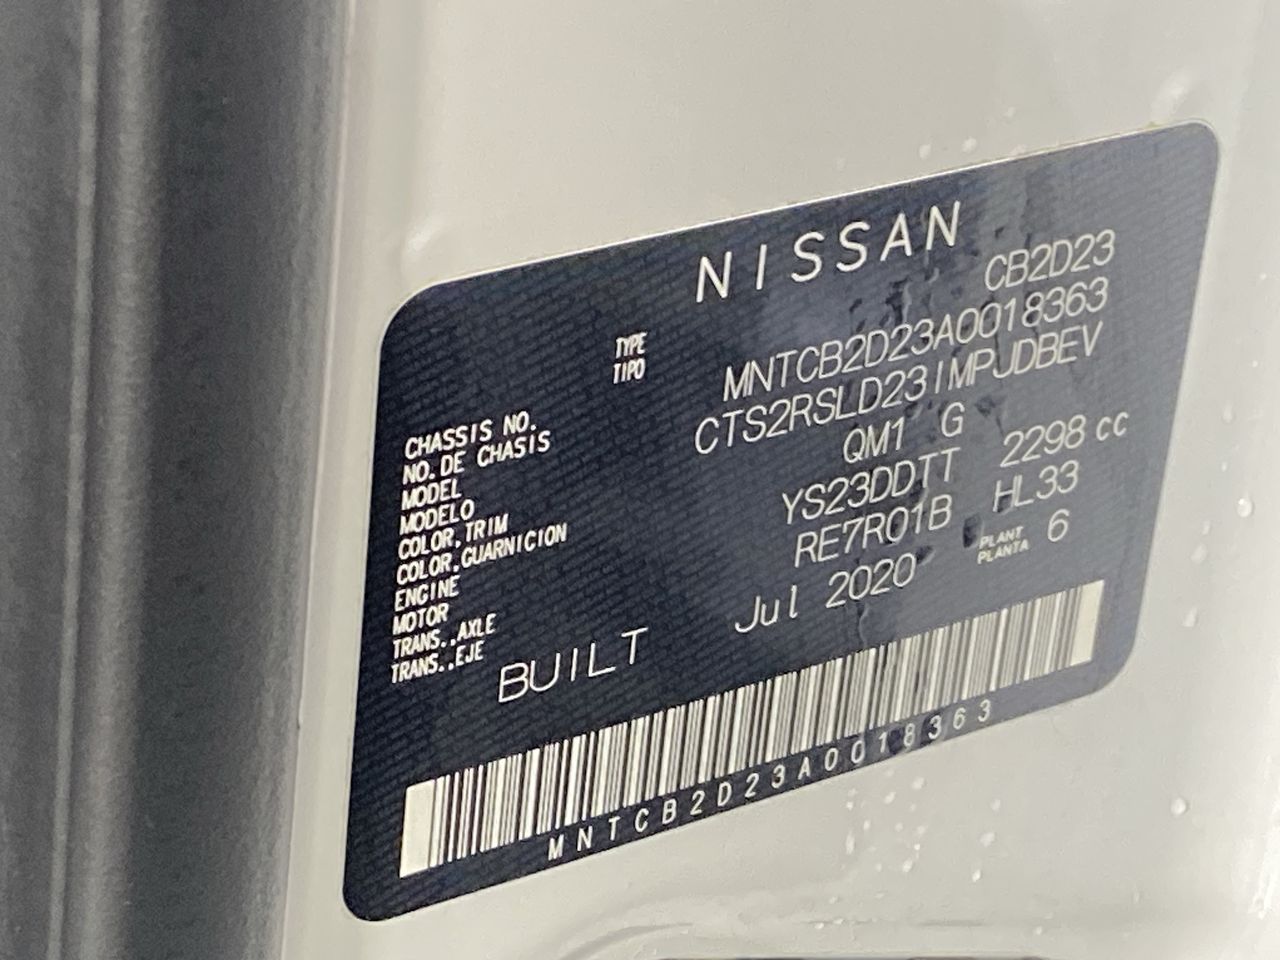 NISSAN
TYPE CB2D23
TIPO
CHASSIS NO. MNTCB2D23A0018363
NO. DE CHASIS
MODEL CTS2RSLD23IMPJDBEV
MODELO
COLOR,TRIM QM1 G
COLOR,GUARNICION
ENGINE YS23DDTT 2298 cc
MOTOR
TRANS.,AXLE RE7R01B HL33
TRANS.,EJE
BUILT Jul 2020 PLANT 6
PLANTA
MNTCB2D23A0018363